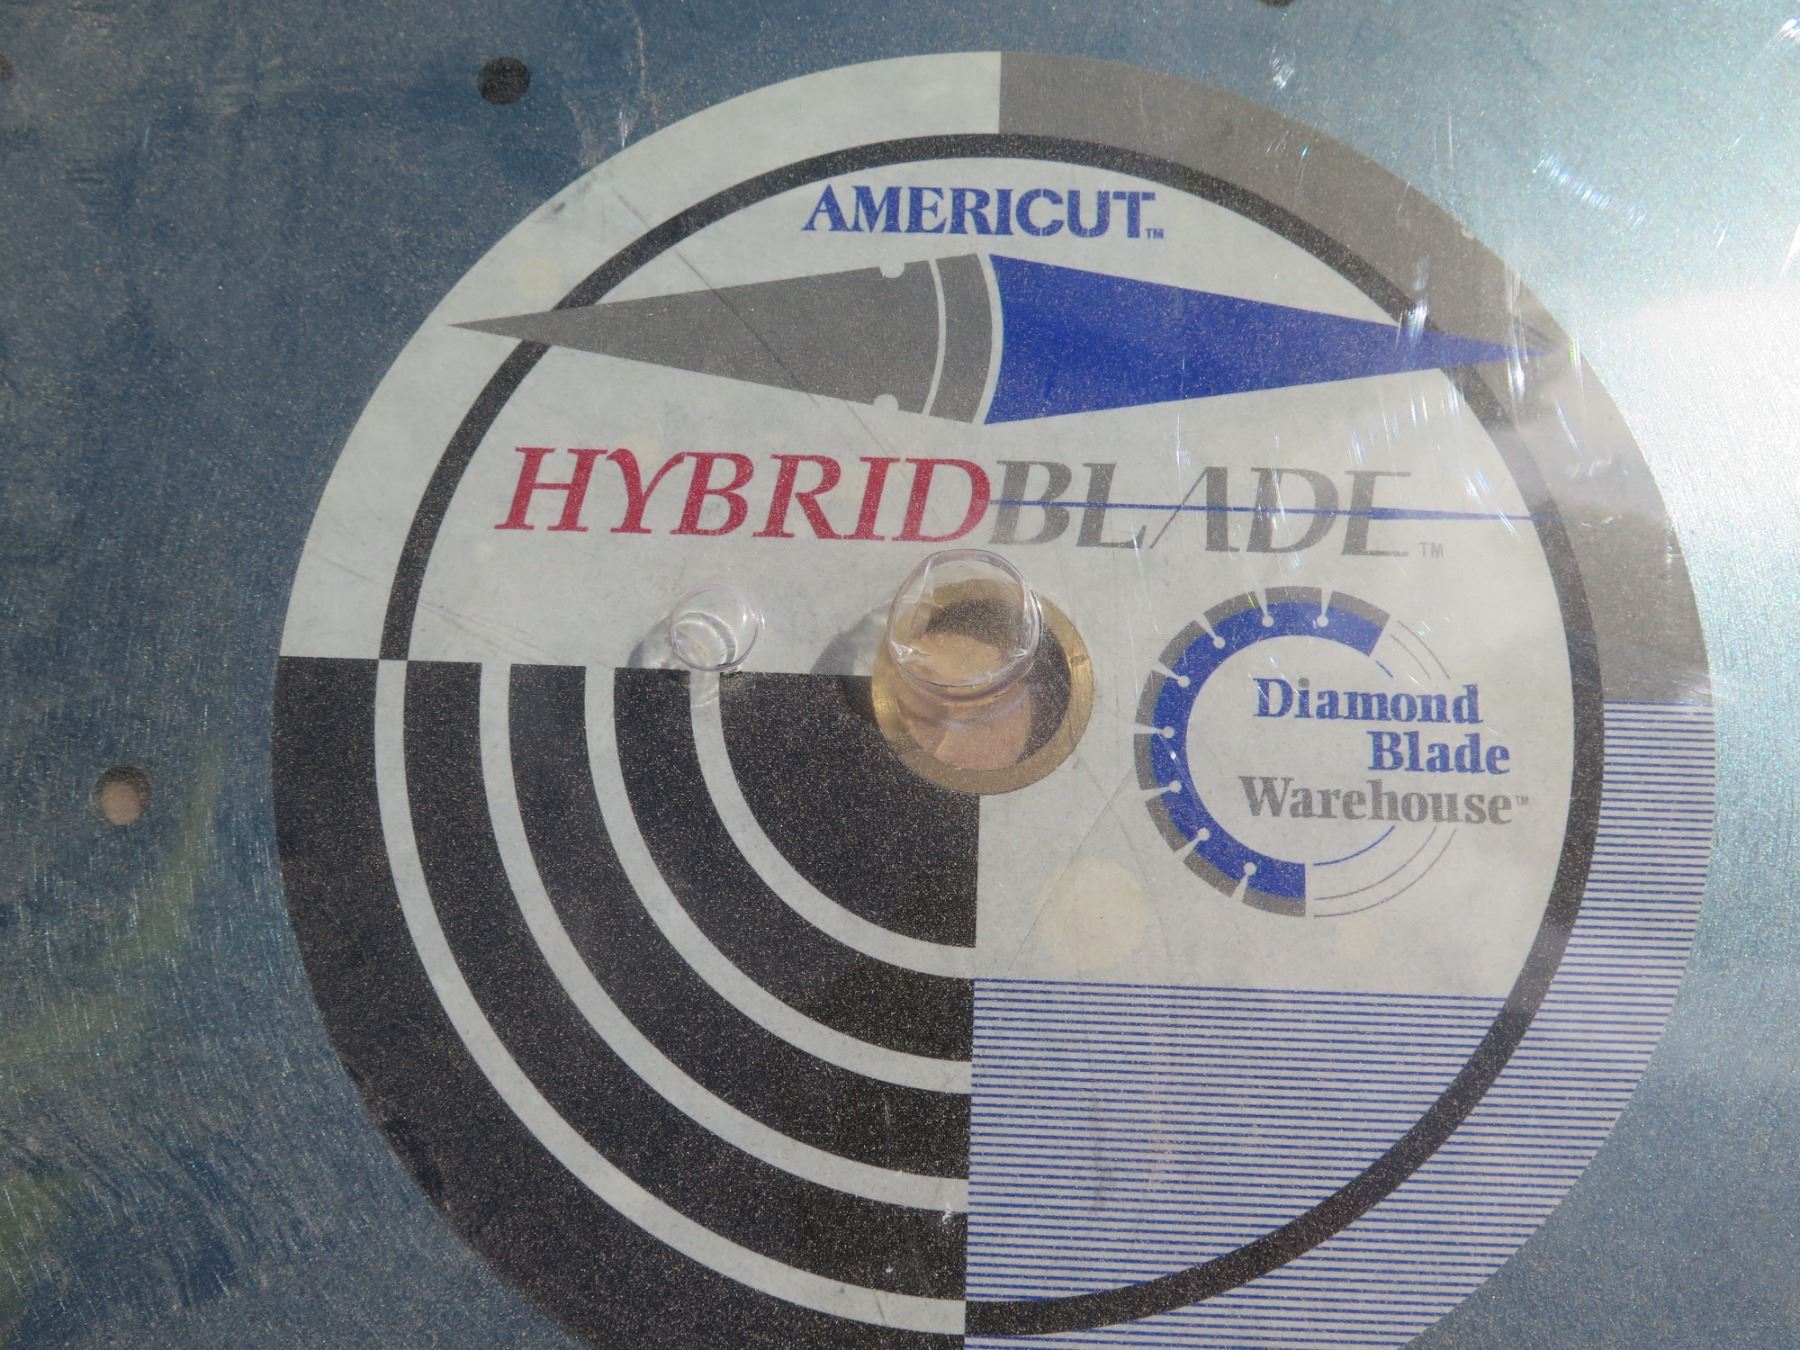 AMERICUT™
HYBRIDBLADE™
Diamond
Blade
Warehouse™